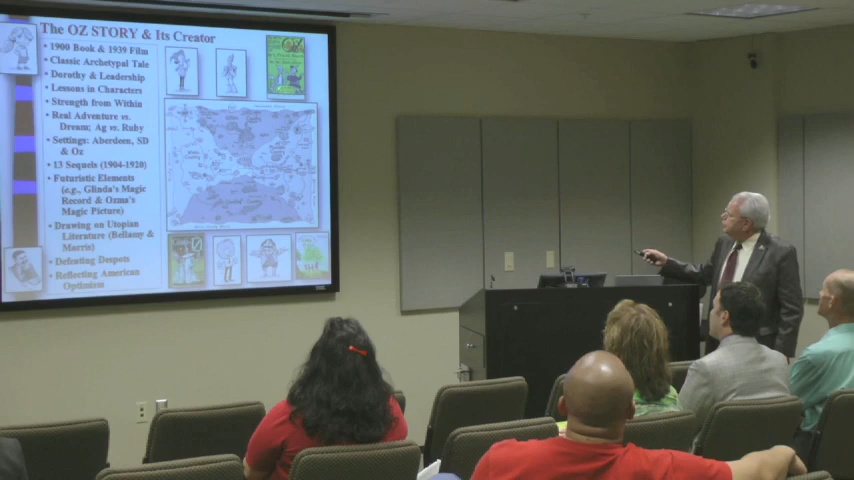 The OZ STORY & Its Creator
• 1900 Book & 1939 Film
• Classic Archetypal Tale
• Dorothy & Leadership
• Lessons in Characters
• Strength from Within
• Real Adventure vs.
Dream; Ag vs. Ruby
• Settings: Aberdeen, SD
& Oz
• 13 Sequels (1904-1920)
• Futuristic Elements
(e.g., Glinda's Magic
Record & Ozma's
Magic Picture)
• Drawing on Utopian
Literature (Bellamy &
Morris)
• Defeating Despots
• Reflecting American
Optimism
OZ